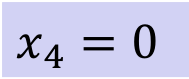 x₄ = 0